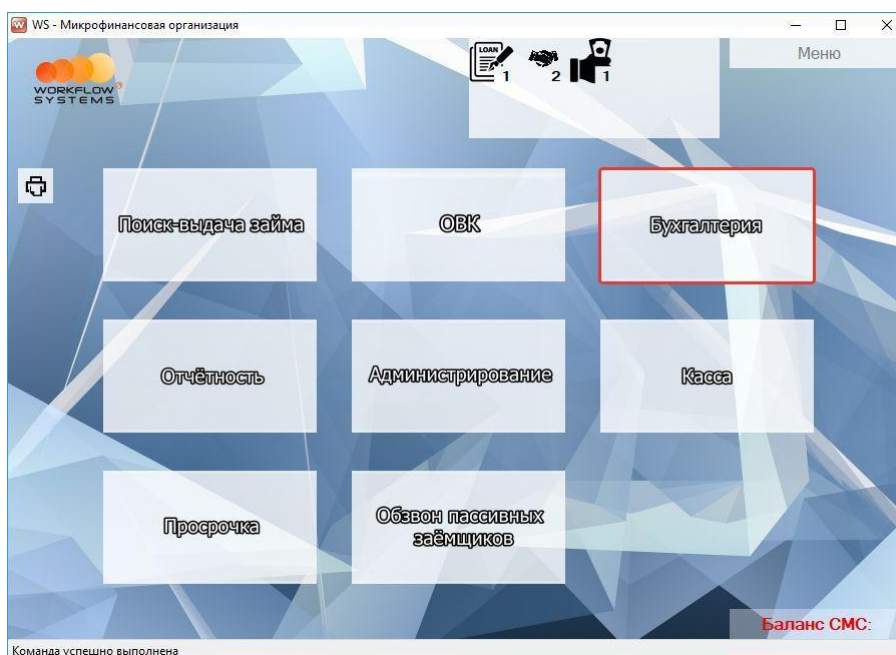 WS - Микрофинансовая организация
Меню
LOAN
1
2
1
WORKFLOW
SYSTEMS
Поиск-выдача займа
ОВК
Бухгалтерия
Отчётность
Администрирование
Касса
Просрочка
Обзвон пассивных
заёмщиков
Баланс СМС:
Команда успешно выполнена